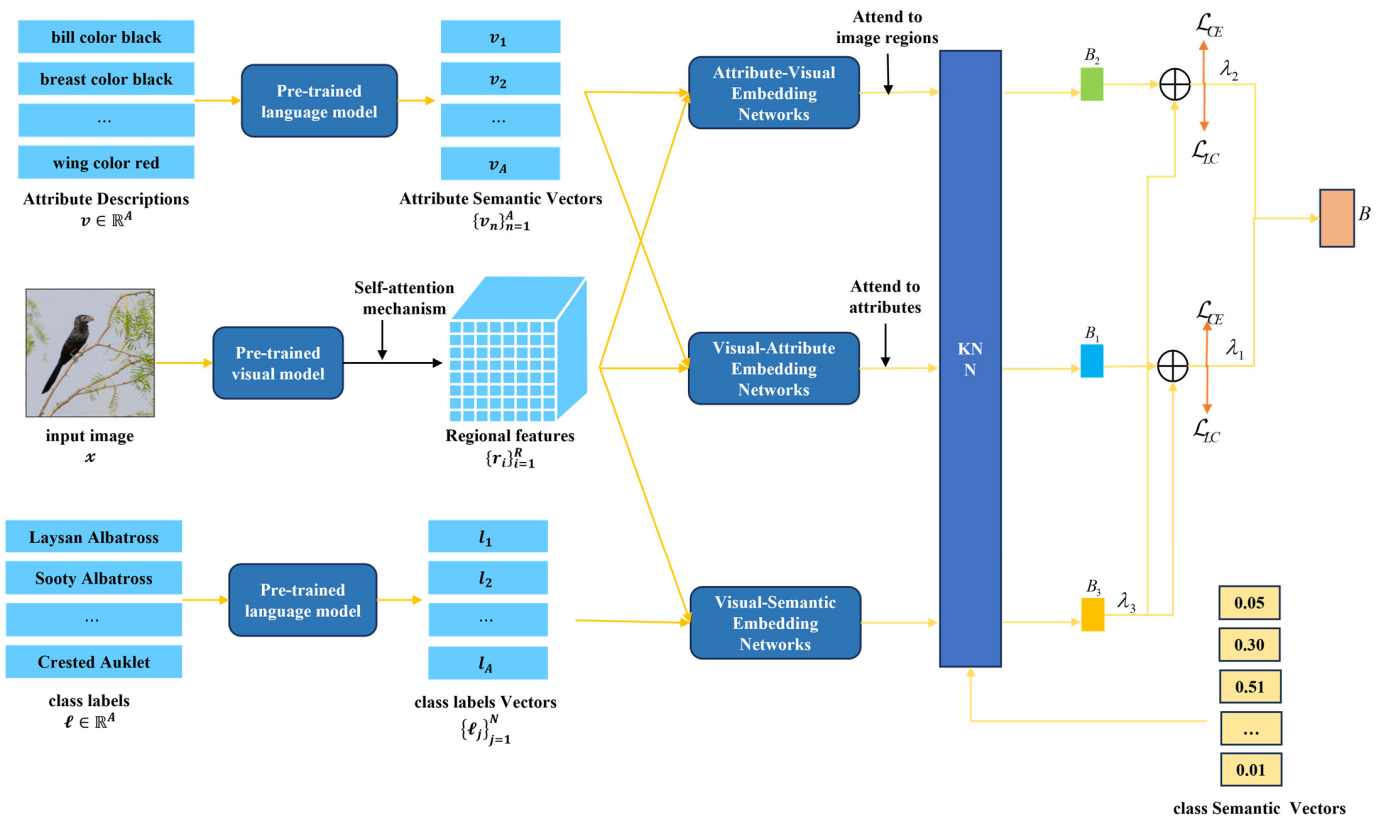 bill color black
breast color black
...
wing color red
Attribute Descriptions
v ∈ ℝ^A
Pre-trained
language model
v_1
v_2
...
v_A
Attribute Semantic Vectors
{v_n}_{n=1}^A
Attribute-Visual
Embedding
Networks
Attend to
image regions
input image
x
Pre-trained
visual model
Self-attention
mechanism
Regional features
{r_i}_{i=1}^R
Visual-Attribute
Embedding
Networks
Attend to
attributes
Laysan Albatross
Sooty Albatross
...
Crested Auklet
class labels
ℓ ∈ ℝ^A
Pre-trained
language model
l_1
l_2
...
l_A
class labels Vectors
{ℓ_j}_{j=1}^N
Visual-Semantic
Embedding
Networks
KN
N
B_2
ℒ_CE
λ_2
ℒ_LC
B_1
ℒ_CE
λ_1
ℒ_LC
B_3
λ_3
B
0.05
0.30
0.51
...
0.01
class Semantic Vectors